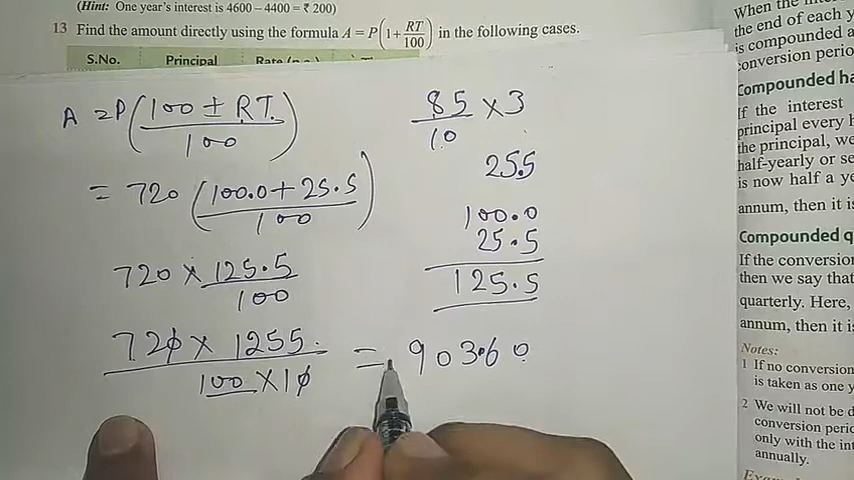 (Hint: One year's interest is 4600 – 4400 = ₹ 200)
13 Find the amount directly using the formula A = P(1+RT/100) in the following cases.
S.No. Principal Rate
A = P(100 ± R.T./100)
= 720(100.0+25.5/100)
720 × 125.5/100
720 × 1255/100×10 = 903.60
85/10 × 3
25.5
100.0
25.5
125.5
the end of each y
is compounded a
conversion perio
Compounded ha
If the interest
principal every h
the principal, we
half-yearly or se
is now half a ye
annum, then it is
Compounded q
If the conversion
then we say that
quarterly. Here,
annum, then it is
Notes:
1 If no conversion
is taken as one y
2 We will not be d
conversion perio
only with the int
annually.